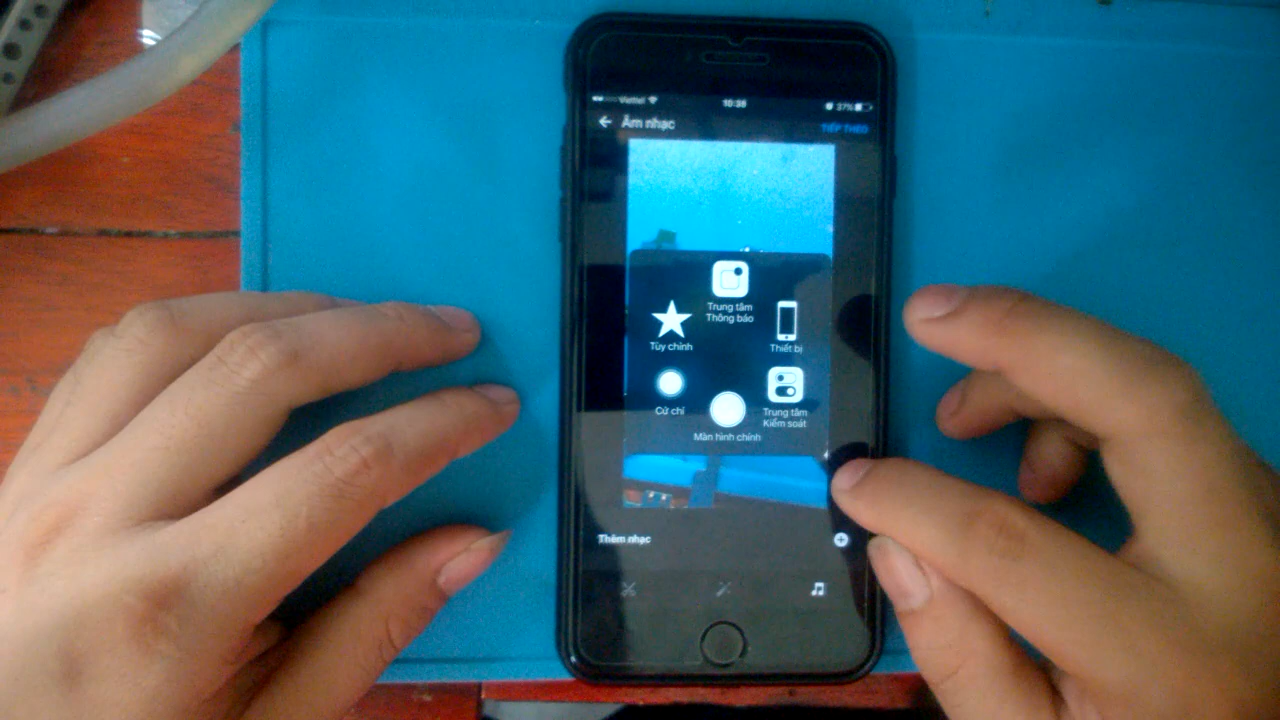 Viettel 10:38 37%
Âm nhạc
TIẾP THEO
Trung tâm
Thông báo
Tùy chỉnh
Thiết bị
Cử chỉ
Trung tâm
Kiểm soát
Màn hình chính
Thêm nhạc